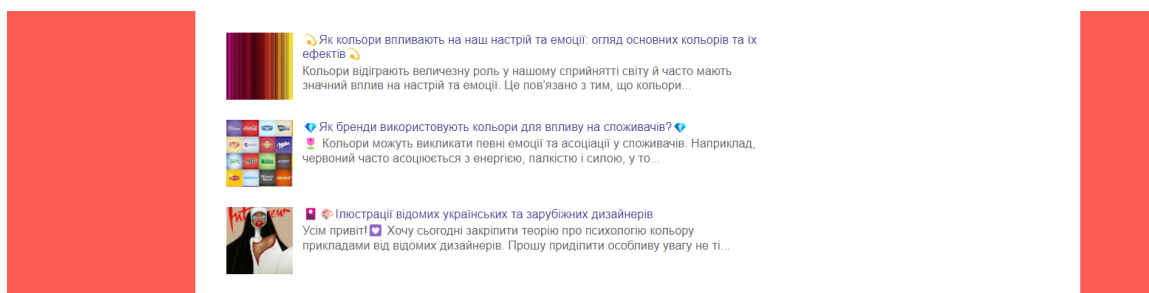 💫Як кольори впливають на наш настрій та емоції: огляд основних кольорів та їх
ефектів💫
Кольори відіграють величезну роль у нашому сприйнятті світу й часто мають
значний вплив на настрій та емоції. Це пов'язано з тим, що кольори...
💎Як бренди використовують кольори для впливу на споживачів?💎
🌷 Кольори можуть викликати певні емоції та асоціації у споживачів. Наприклад,
червоний часто асоціюється з енергією, палкістю і силою, у то...
🎴 🍥Ілюстрації відомих українських та зарубіжних дизайнерів
Усім привіт!💟 Хочу сьогодні закріпити теорію про психологію кольору
прикладами від відомих дизайнерів. Прошу приділити особливу увагу не ті...